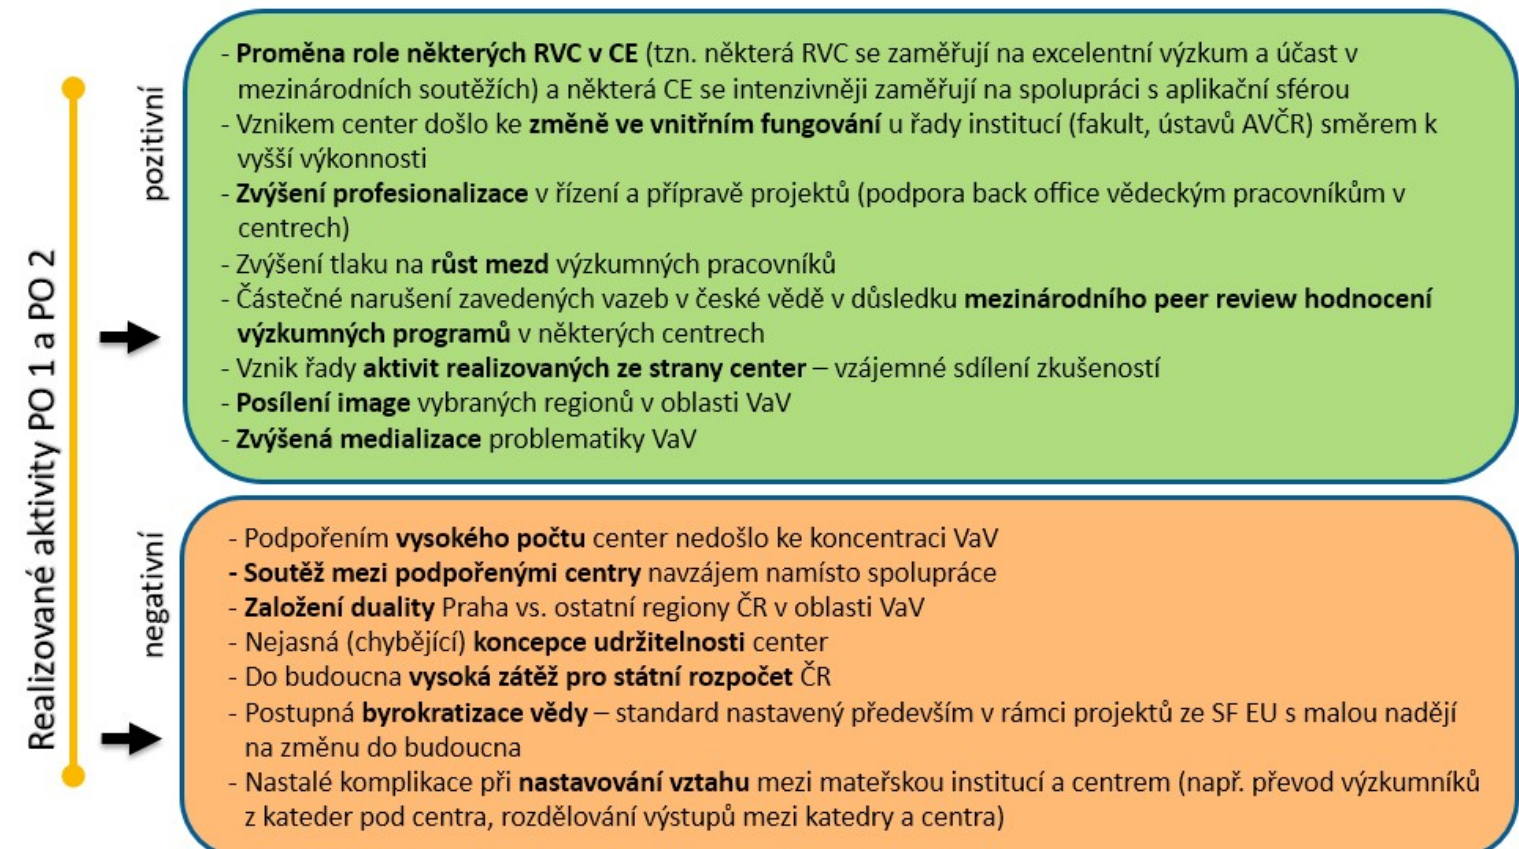 Realizované aktivity PO 1 a PO 2
pozitivní
- Proměna role některých RVC v CE (tzn. některá RVC se zaměřují na excelentní výzkum a účast v
mezinárodních soutěžích) a některá CE se intenzivněji zaměřují na spolupráci s aplikační sférou
- Vznikem center došlo ke změně ve vnitřním fungování u řady institucí (fakult, ústavů AVČR) směrem k
vyšší výkonnosti
- Zvýšení profesionalizace v řízení a přípravě projektů (podpora back office vědeckým pracovníkům v
centrech)
- Zvýšení tlaku na růst mezd výzkumných pracovníků
- Částečné narušení zavedených vazeb v české vědě v důsledku mezinárodního peer review hodnocení
výzkumných programů v některých centrech
- Vznik řady aktivit realizovaných ze strany center – vzájemné sdílení zkušeností
- Posílení image vybraných regionů v oblasti VaV
- Zvýšená medializace problematiky VaV
negativní
- Podpořením vysokého počtu center nedošlo ke koncentraci VaV
- Soutěž mezi podpořenými centry navzájem namísto spolupráce
- Založení duality Praha vs. ostatní regiony ČR v oblasti VaV
- Nejasná (chybějící) koncepce udržitelnosti center
- Do budoucna vysoká zátěž pro státní rozpočet ČR
- Postupná byrokratizace vědy – standard nastavený především v rámci projektů ze SF EU s malou nadějí
na změnu do budoucna
- Nastalé komplikace při nastavování vztahu mezi mateřskou institucí a centrem (např. převod výzkumníků
z kateder pod centra, rozdělování výstupů mezi katedry a centra)